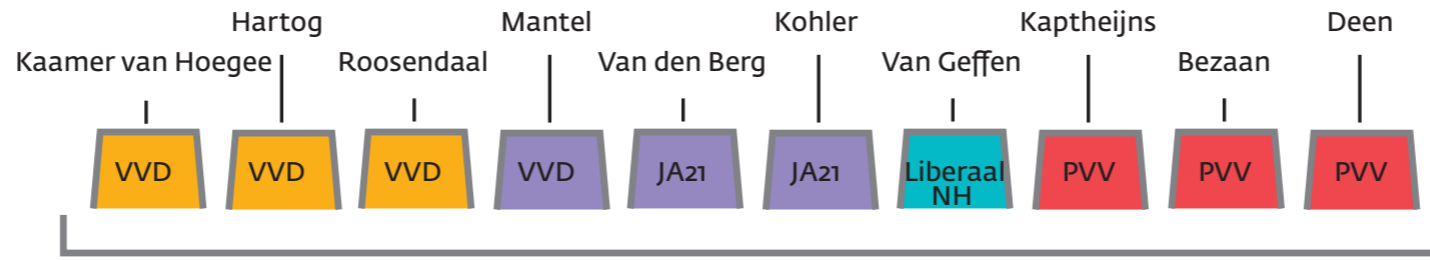 Hartog Mantel Kohler Kaptheijns Deen
Kaamer van Hoegee Roosendaal Van den Berg Van Geffen Bezaan
VVD VVD VVD VVD JA21 JA21 Liberaal NH PVV PVV PVV